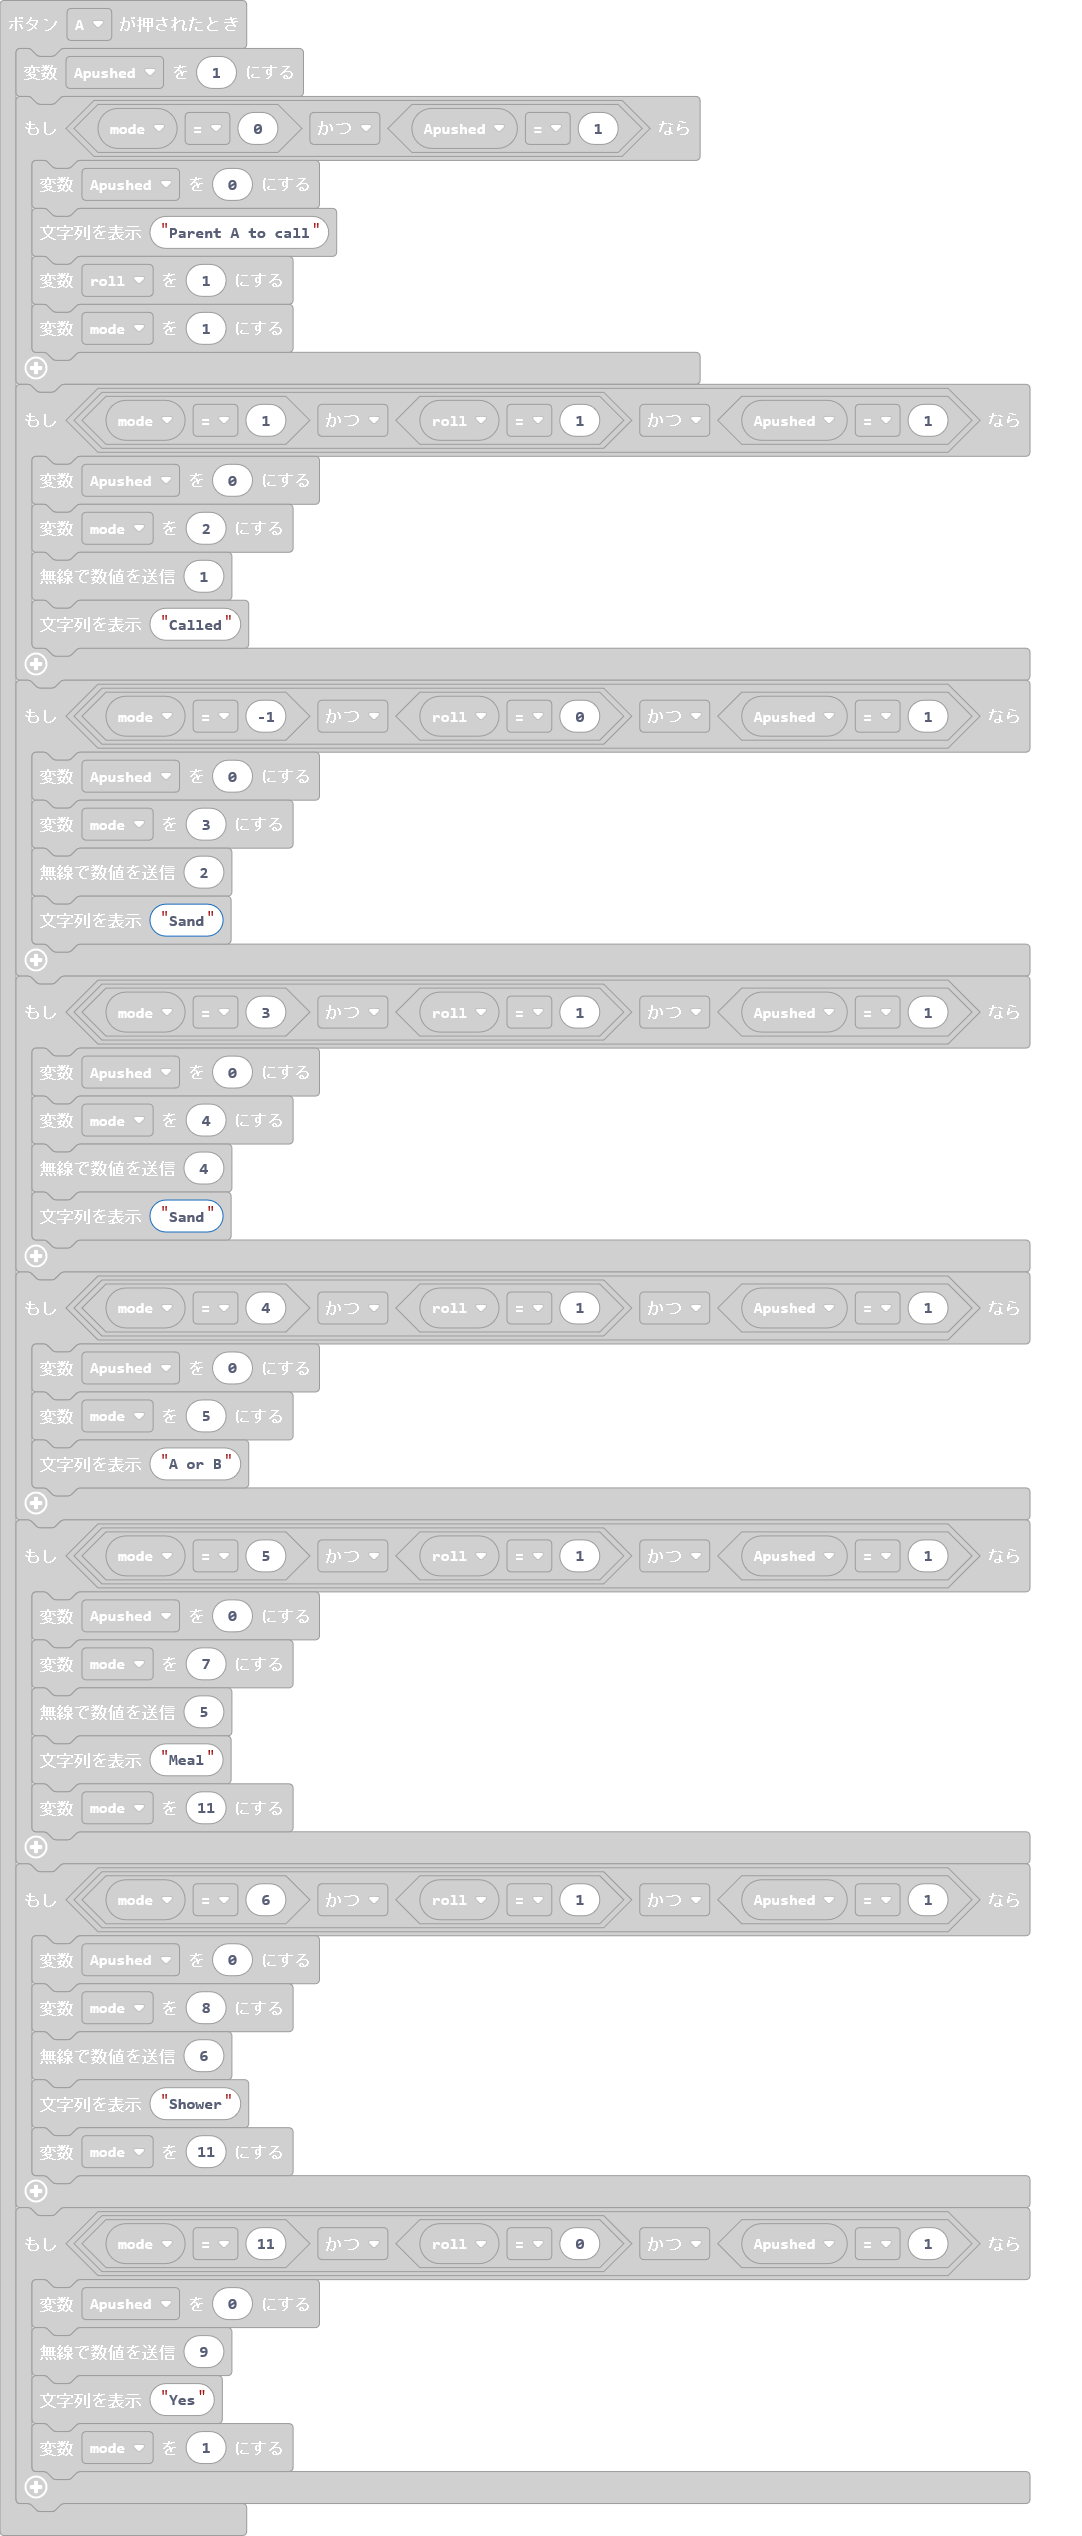 ボタン A が押されたとき
変数 Apushed を 1 にする
もし mode = 0 かつ Apushed = 1 なら
変数 Apushed を 0 にする
文字列を表示 "Parent A to call"
変数 roll を 1 にする
変数 mode を 1 にする
もし mode = 1 かつ roll = 1 かつ Apushed = 1 なら
変数 Apushed を 0 にする
変数 mode を 2 にする
無線で数値を送信 1
文字列を表示 "Called"
もし mode = -1 かつ roll = 0 かつ Apushed = 1 なら
変数 Apushed を 0 にする
変数 mode を 3 にする
無線で数値を送信 2
文字列を表示 "Sand"
もし mode = 3 かつ roll = 1 かつ Apushed = 1 なら
変数 Apushed を 0 にする
変数 mode を 4 にする
無線で数値を送信 4
文字列を表示 "Sand"
もし mode = 4 かつ roll = 1 かつ Apushed = 1 なら
変数 Apushed を 0 にする
変数 mode を 5 にする
文字列を表示 "A or B"
もし mode = 5 かつ roll = 1 かつ Apushed = 1 なら
変数 Apushed を 0 にする
変数 mode を 7 にする
無線で数値を送信 5
文字列を表示 "Meal"
変数 mode を 11 にする
もし mode = 6 かつ roll = 1 かつ Apushed = 1 なら
変数 Apushed を 0 にする
変数 mode を 8 にする
無線で数値を送信 6
文字列を表示 "Shower"
変数 mode を 11 にする
もし mode = 11 かつ roll = 0 かつ Apushed = 1 なら
変数 Apushed を 0 にする
無線で数値を送信 9
文字列を表示 "Yes"
変数 mode を 1 にする